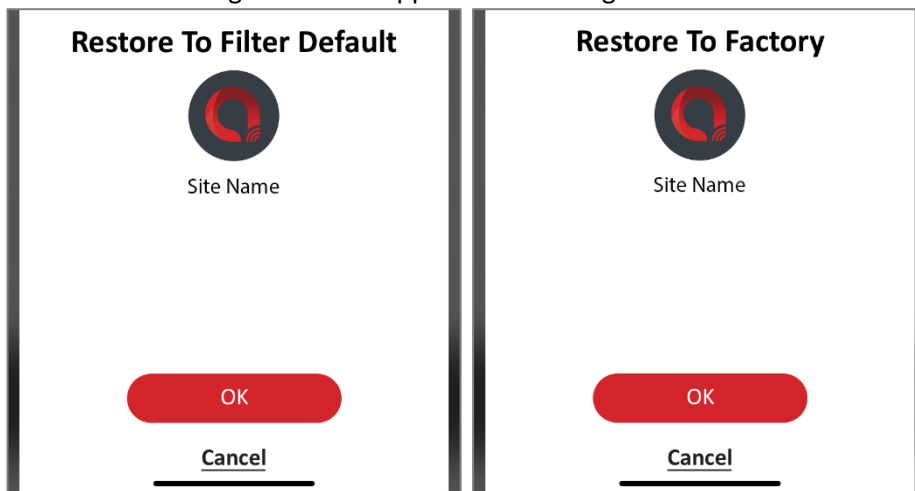 Restore To Filter Default
Site Name
OK
Cancel
Restore To Factory
Site Name
OK
Cancel